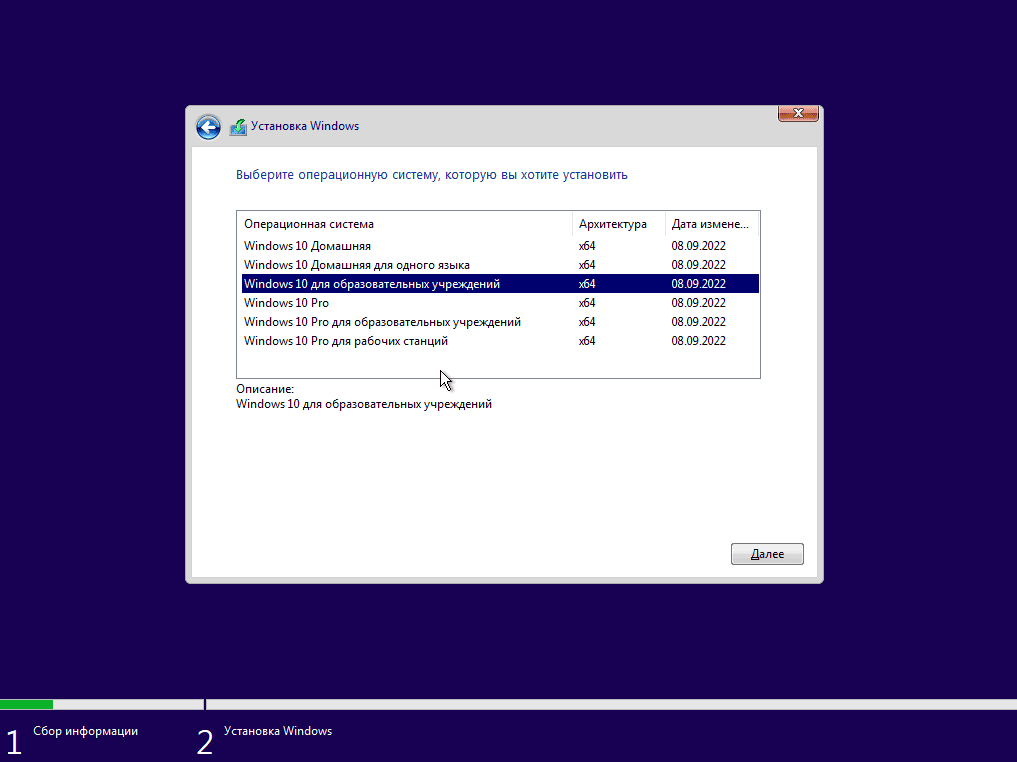 Установка Windows
Выберите операционную систему, которую вы хотите установить
Операционная система Архитектура Дата измене...
Windows 10 Домашняя x64 08.09.2022
Windows 10 Домашняя для одного языка x64 08.09.2022
Windows 10 для образовательных учреждений x64 08.09.2022
Windows 10 Pro x64 08.09.2022
Windows 10 Pro для образовательных учреждений x64 08.09.2022
Windows 10 Pro для рабочих станций x64 08.09.2022
Описание:
Windows 10 для образовательных учреждений
Далее
1 Сбор информации 2 Установка Windows